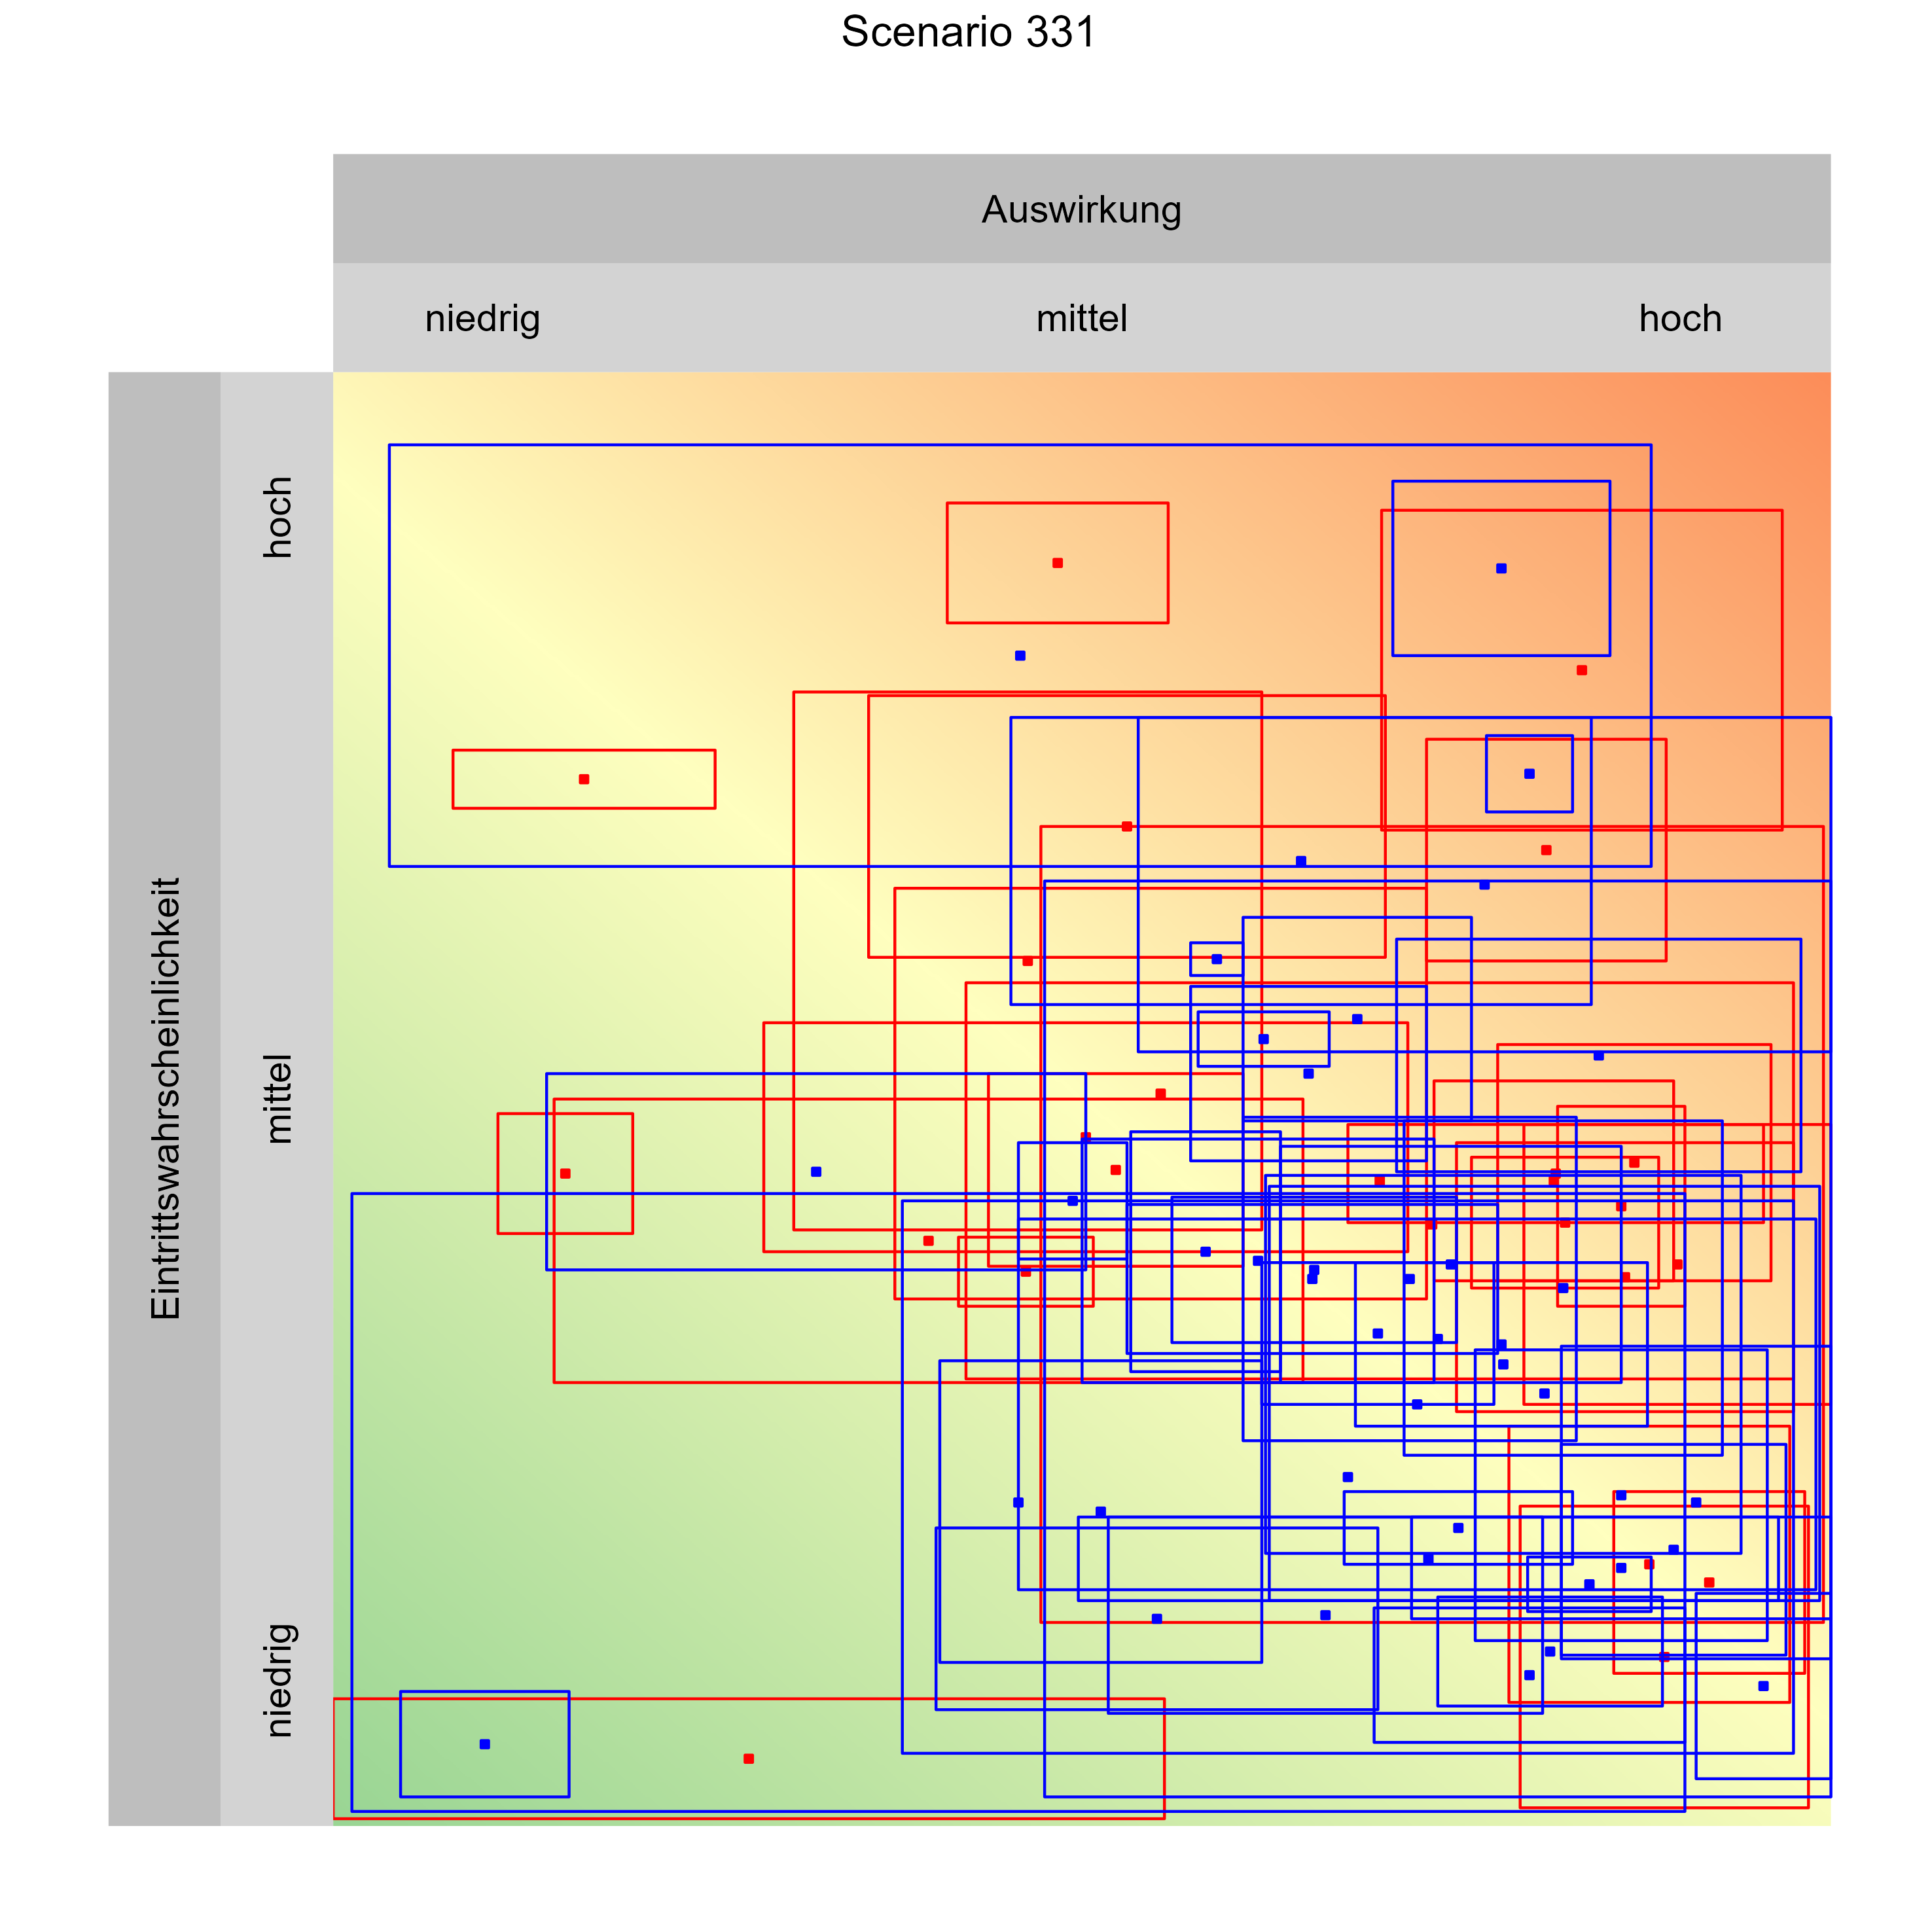 Scenario 331
Auswirkung
niedrig
mittel
hoch
Eintrittswahrscheinlichkeit
hoch
mittel
niedrig